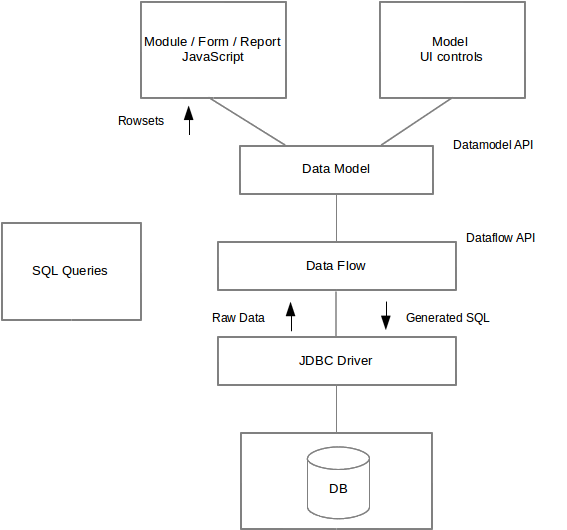 Module / Form / Report
JavaScript
Model
UI controls
Rowsets
Datamodel API
Data Model
Dataflow API
SQL Queries
Data Flow
Raw Data
Generated SQL
JDBC Driver
DB